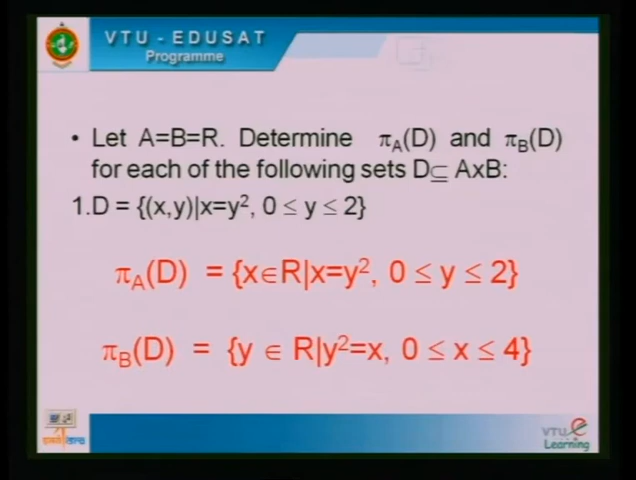 VTU - EDUSAT
Programme
• Let A=B=R. Determine π_A(D) and π_B(D)
for each of the following sets D⊆ AxB:
1.D = {(x,y)|x=y², 0 ≤ y ≤ 2}
π_A(D) = {x∈R|x=y², 0 ≤ y ≤ 2}
π_B(D) = {y ∈ R|y²=x, 0 ≤ x ≤ 4}
VTU e
Learning